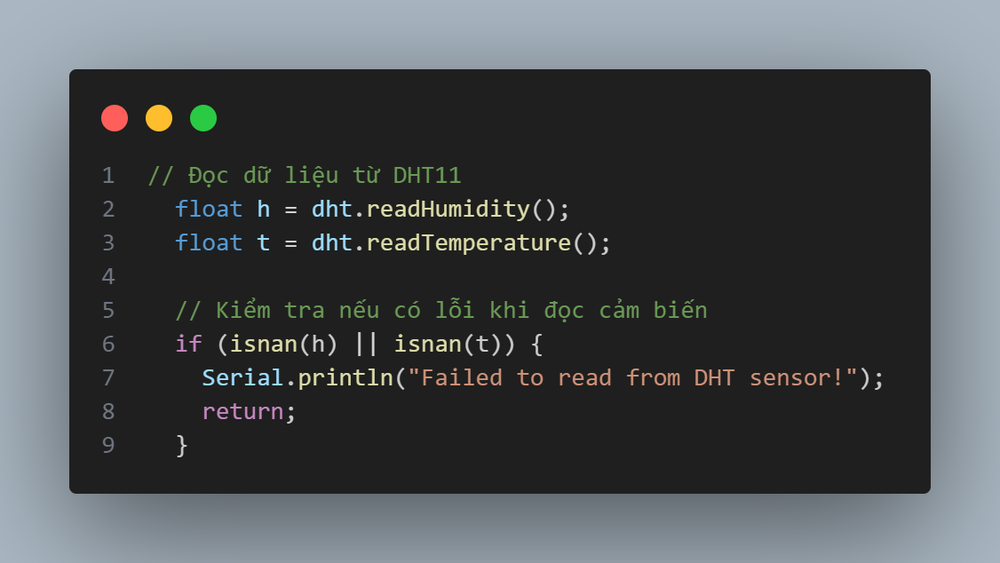 1 // Đọc dữ liệu từ DHT11
2 float h = dht.readHumidity();
3 float t = dht.readTemperature();
4
5 // Kiểm tra nếu có lỗi khi đọc cảm biến
6 if (isnan(h) || isnan(t)) {
7 Serial.println("Failed to read from DHT sensor!");
8 return;
9 }